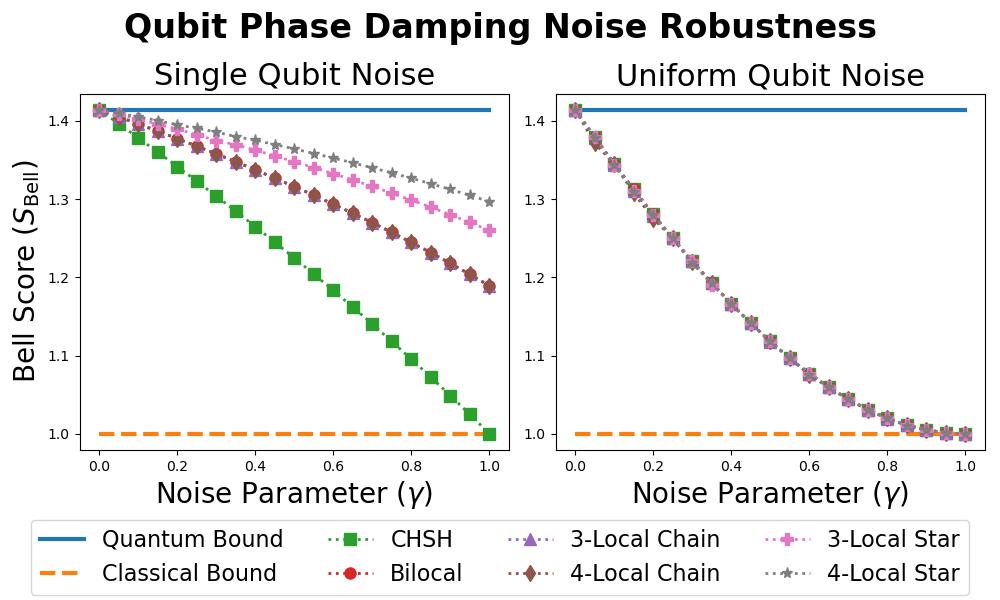 Qubit Phase Damping Noise Robustness
Single Qubit Noise
Uniform Qubit Noise
Bell Score (S_Bell)
1.4
1.3
1.2
1.1
1.0
0.0 0.2 0.4 0.6 0.8 1.0
Noise Parameter (γ)
1.4
1.3
1.2
1.1
1.0
0.0 0.2 0.4 0.6 0.8 1.0
Noise Parameter (γ)
Quantum Bound
Classical Bound
CHSH
Bilocal
3-Local Chain
4-Local Chain
3-Local Star
4-Local Star